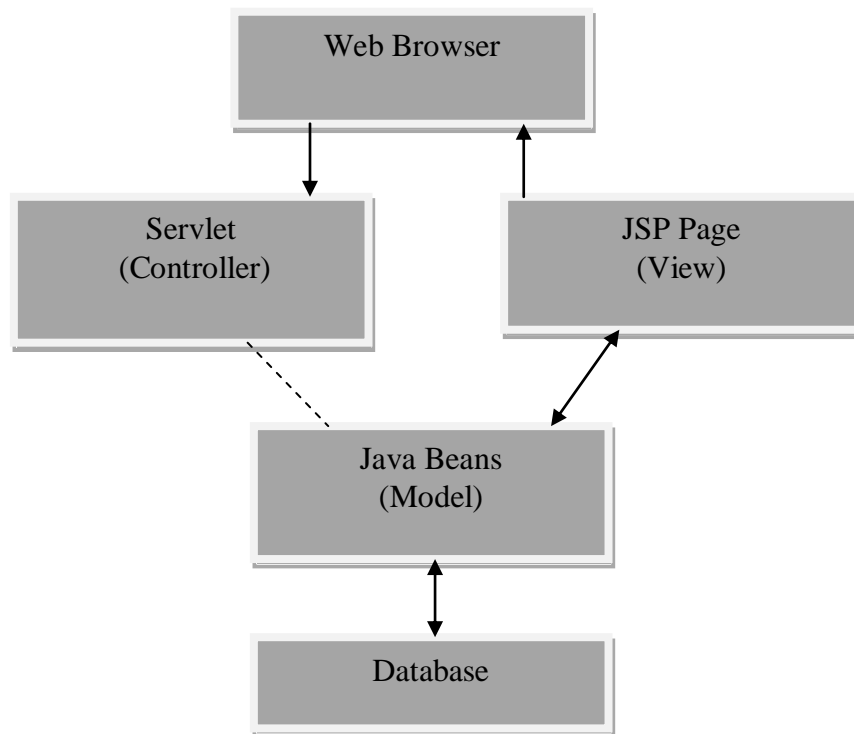 Web Browser
Servlet
(Controller)
JSP Page
(View)
Java Beans
(Model)
Database